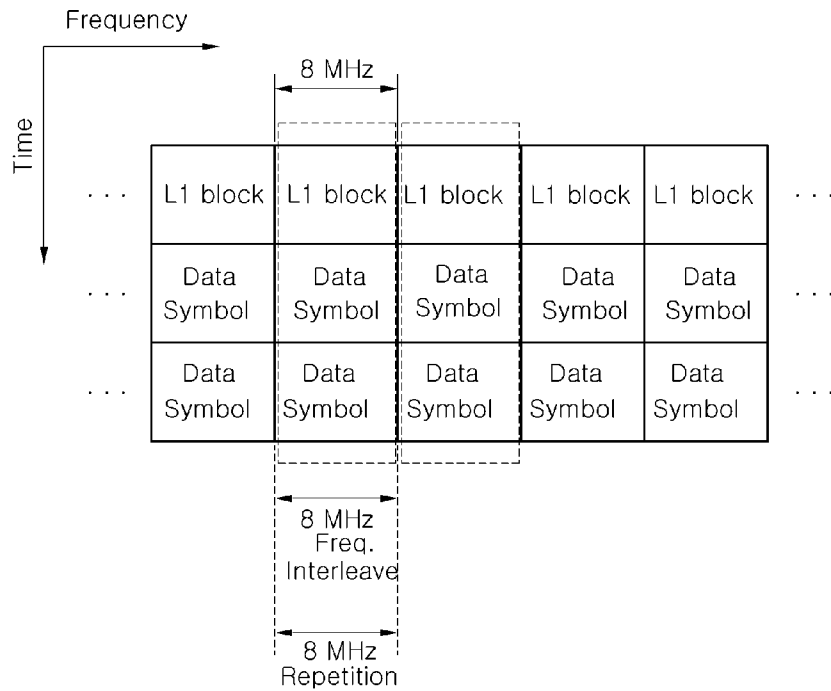 Frequency
8 MHz
Time
. . . L1 block L1 block L1 block L1 block L1 block . . .
. . . Data Data Data Data Data . . .
Symbol Symbol Symbol Symbol Symbol
. . . Data Data Data Data Data . . .
Symbol Symbol Symbol Symbol Symbol
8 MHz
Freq.
Interleave
8 MHz
Repetition